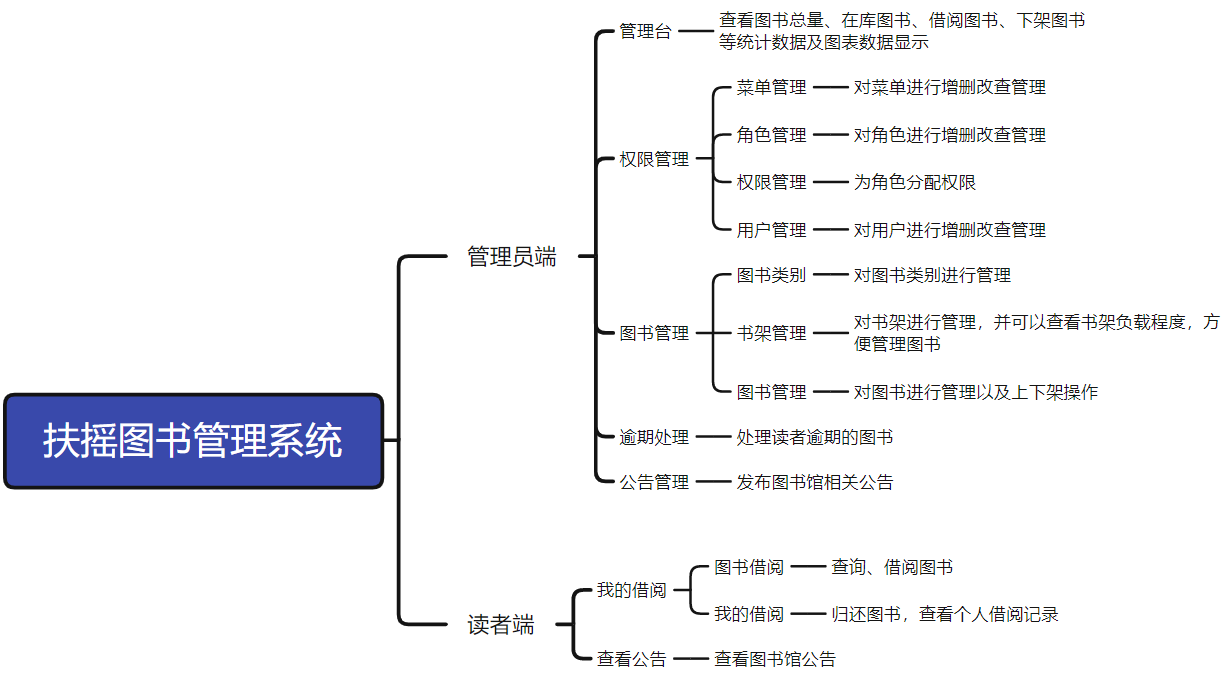 扶摇图书管理系统
管理员端
管理台
查看图书总量、在库图书、借阅图书、下架图书
等统计数据及图表数据显示
权限管理
菜单管理
对菜单进行增删改查管理
角色管理
对角色进行增删改查管理
权限管理
为角色分配权限
用户管理
对用户进行增删改查管理
图书管理
图书类别
对图书类别进行管理
书架管理
对书架进行管理，并可以查看书架负载程度，方
便管理图书
图书管理
对图书进行管理以及上下架操作
逾期处理
处理读者逾期的图书
公告管理
发布图书馆相关公告
读者端
我的借阅
图书借阅
查询、借阅图书
我的借阅
归还图书，查看个人借阅记录
查看公告
查看图书馆公告